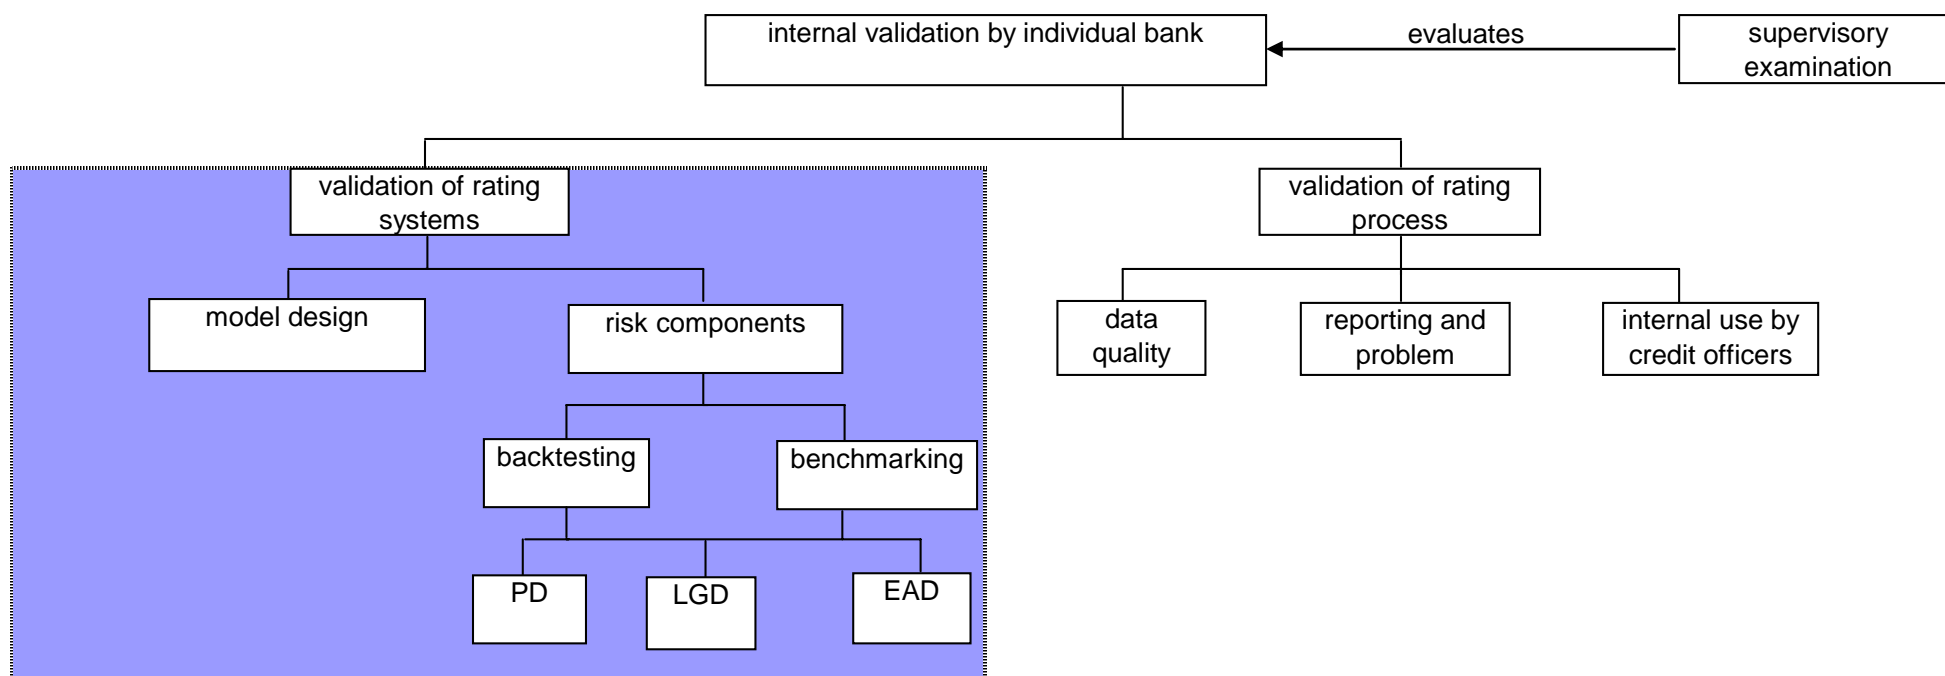 internal validation by individual bank
evaluates
supervisory
examination
validation of rating
systems
validation of rating
process
model design
risk components
data
quality
reporting and
problem
internal use by
credit officers
backtesting
benchmarking
PD
LGD
EAD